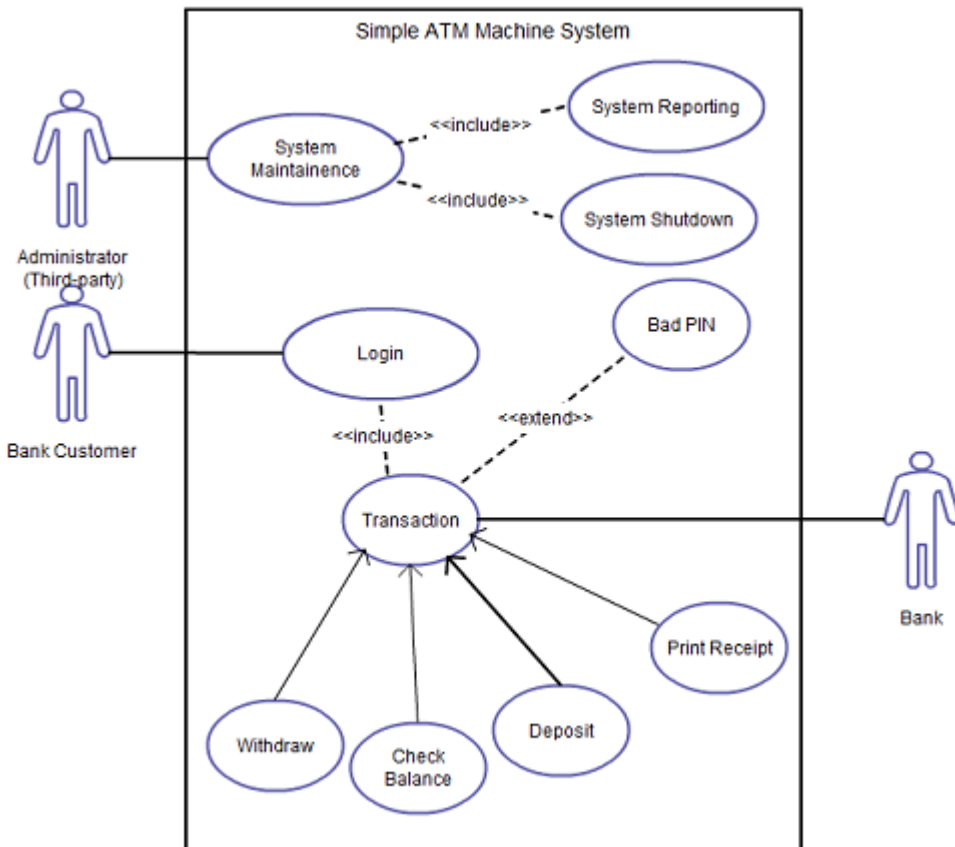 Simple ATM Machine System
System Reporting
<<include>>
System
Maintainence
<<include>>
System Shutdown
Administrator
(Third-party)
Bad PIN
Login
<<extend>>
<<include>>
Bank Customer
Transaction
Bank
Print Receipt
Withdraw
Check
Balance
Deposit